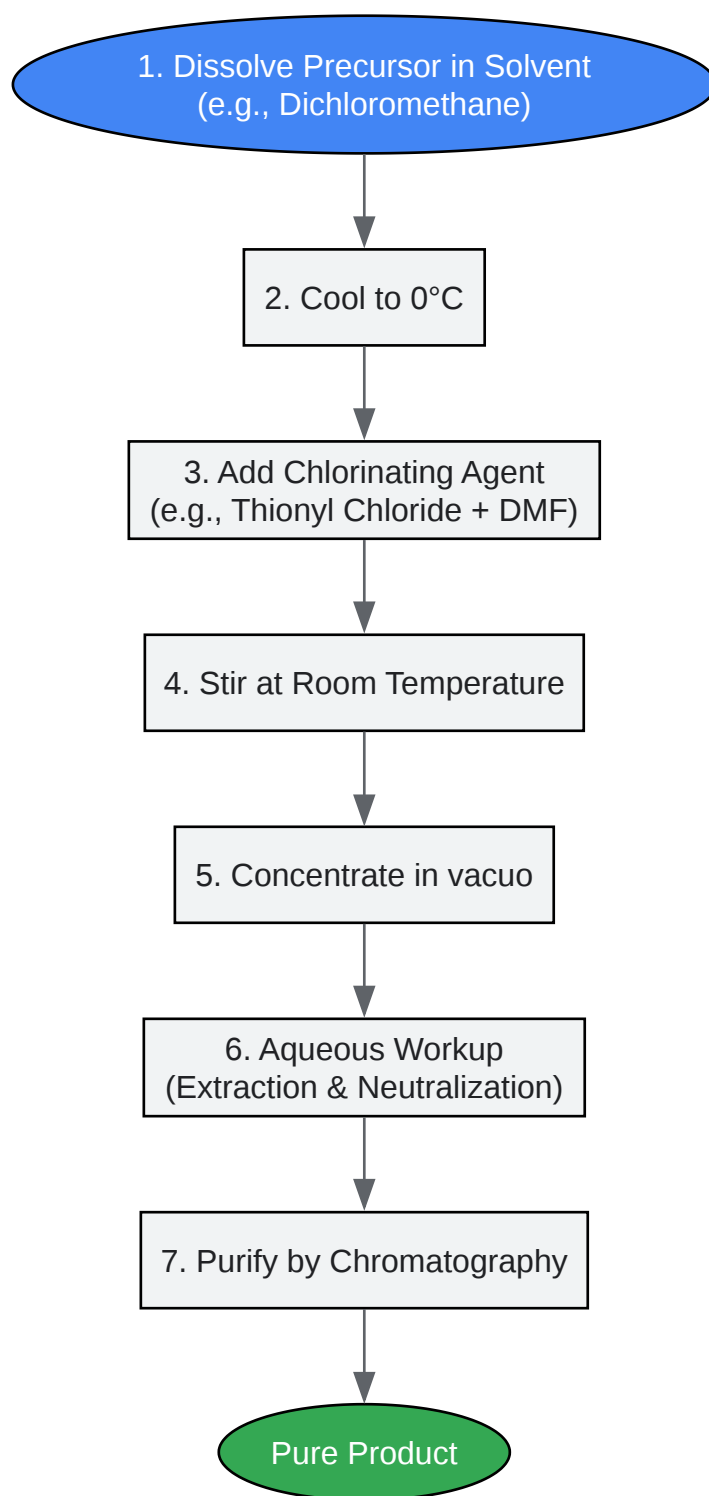 1. Dissolve Precursor in Solvent
(e.g., Dichloromethane)
2. Cool to 0°C
3. Add Chlorinating Agent
(e.g., Thionyl Chloride + DMF)
4. Stir at Room Temperature
5. Concentrate in vacuo
6. Aqueous Workup
(Extraction & Neutralization)
7. Purify by Chromatography
Pure Product